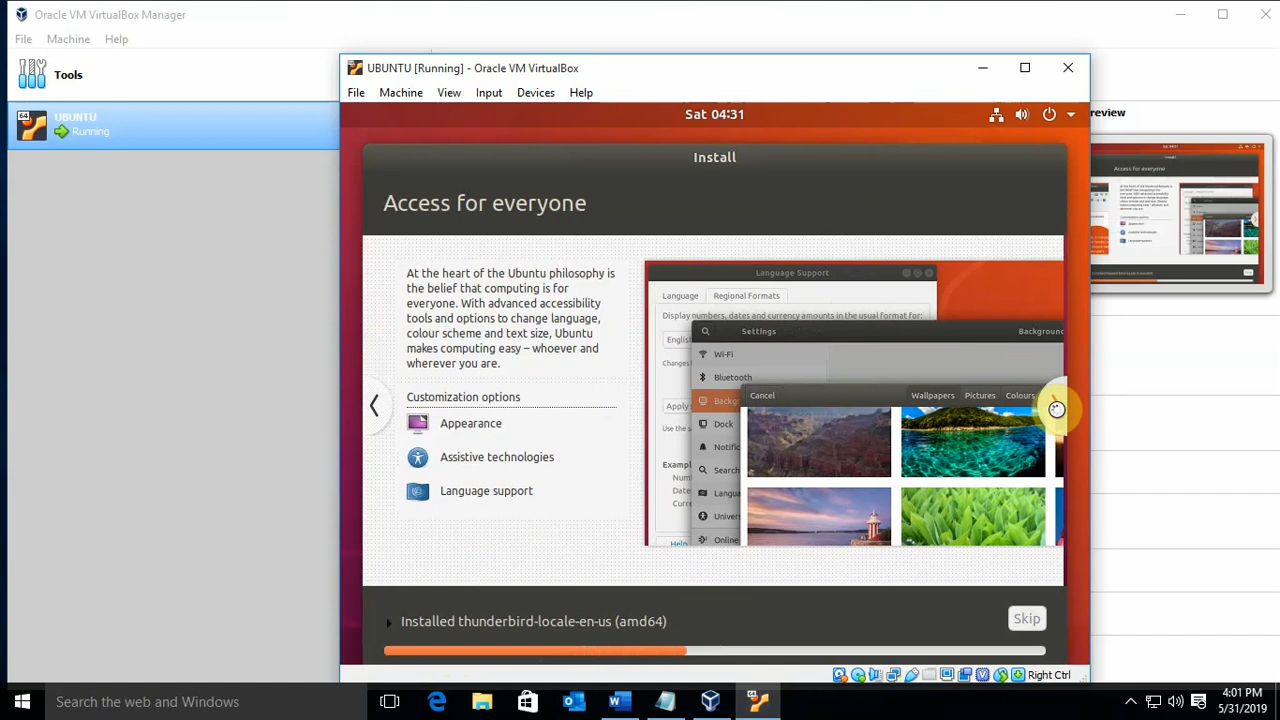 Oracle VM VirtualBox Manager
File Machine Help
Tools
64
UBUNTU
Running
UBUNTU [Running] - Oracle VM VirtualBox
File Machine View Input Devices Help
Sat 04:31
Install
Access for everyone
At the heart of the Ubuntu philosophy is
the belief that computing is for
everyone. With advanced accessibility
tools and options to change language,
colour scheme and text size, Ubuntu
makes computing easy – whoever and
wherever you are.
Customization options
Appearance
Assistive technologies
Language support
Language Support
Language Regional Formats
Display numbers, dates and currency amounts in the usual format for:
Settings
Background
Wi-Fi
Bluetooth
Dock
Search
Online
Cancel Wallpapers Pictures Colours
Help
Installed thunderbird-locale-en-us (amd64)
Skip
Right Ctrl
Install
Access for everyone
Search the web and Windows
4:01 PM
5/31/2019